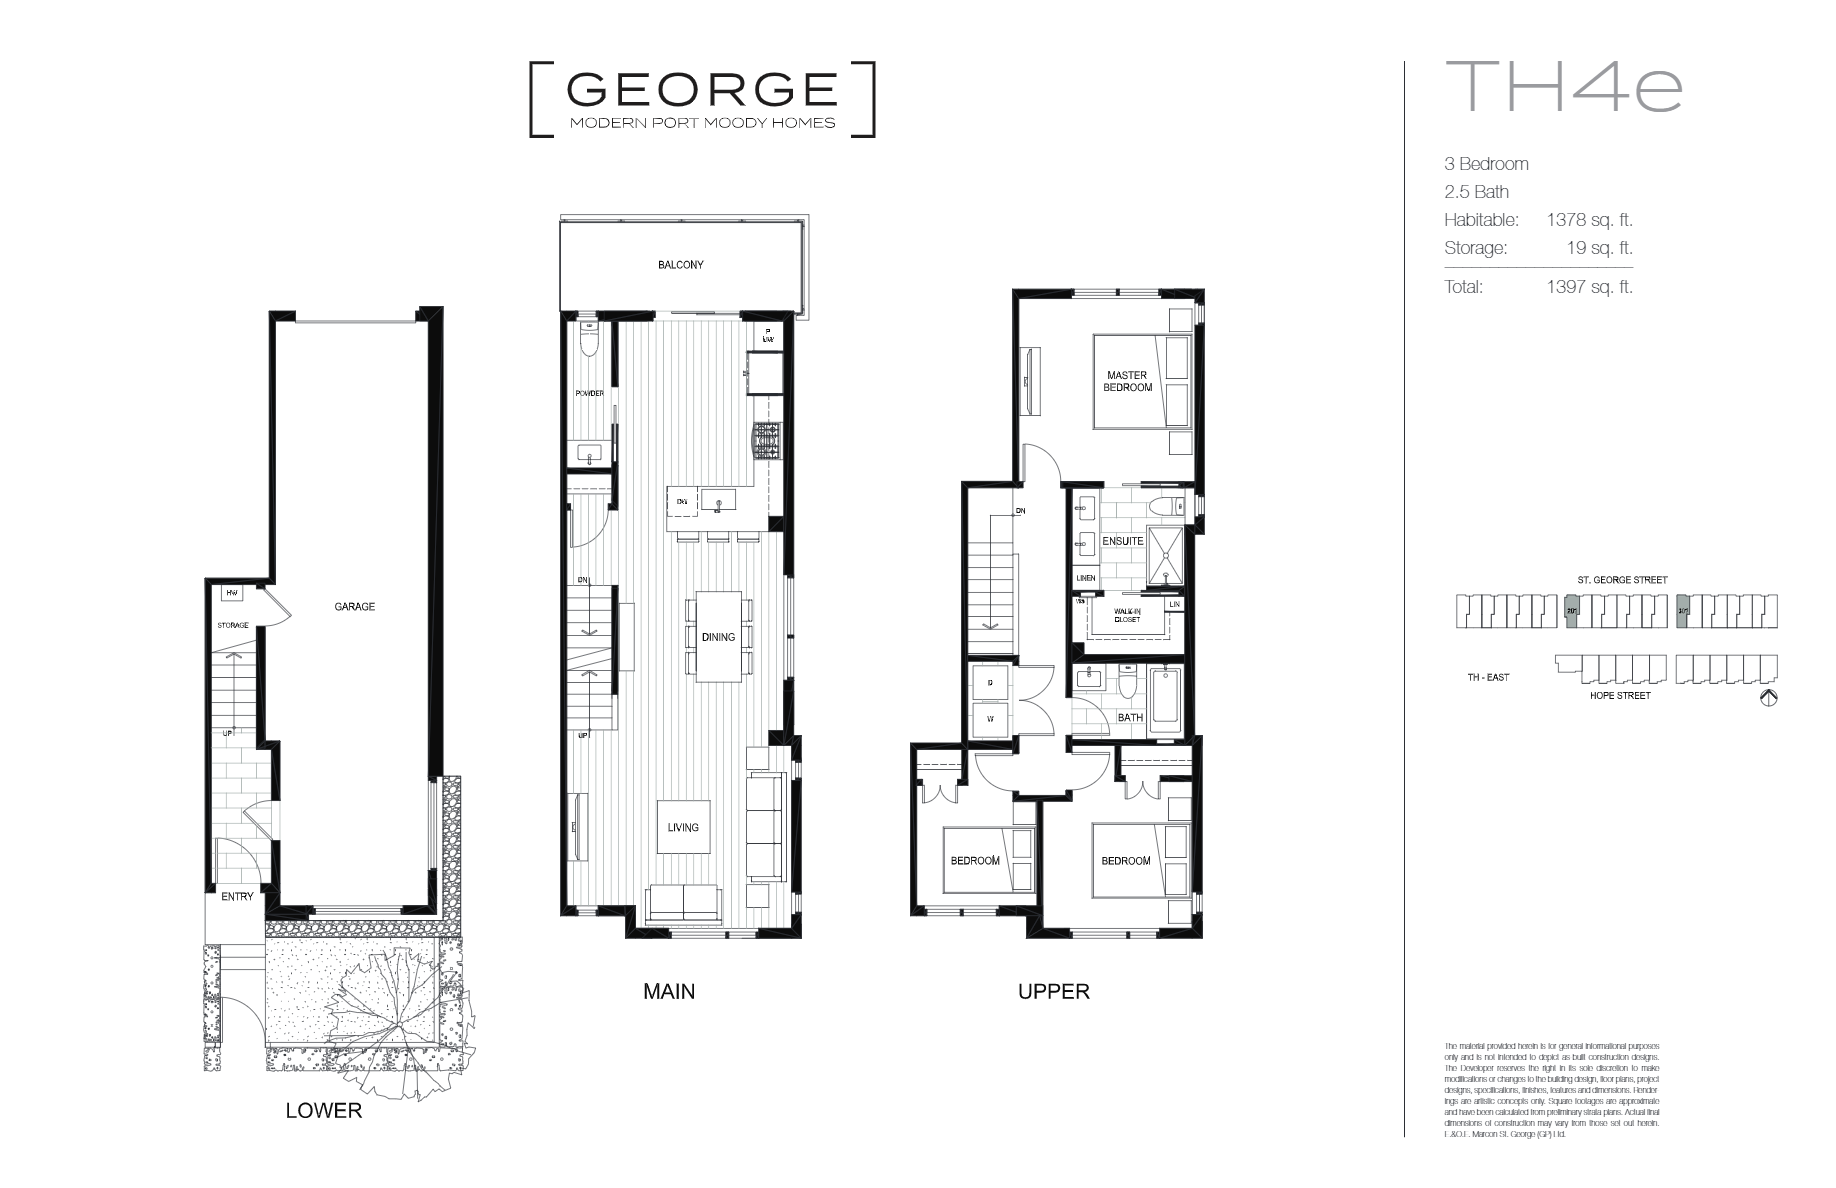 GEORGE
MODERN PORT MOODY HOMES
TH4e
3 Bedroom
2.5 Bath
Habitable: 1378 sq. ft.
Storage: 19 sq. ft.
Total: 1397 sq. ft.
HW
STORAGE
GARAGE
UP
ENTRY
LOWER
BALCONY
POWDER
P
DW
DN
DINING
UP
LIVING
MAIN
MASTER
BEDROOM
DN
ENSUITE
LINEN
LIN
WALK-IN
CLOSET
D
W
BATH
BEDROOM
BEDROOM
UPPER
ST. GEORGE STREET
TH - EAST
HOPE STREET
The material provided herein is for general informational purposes
only and is not intended to depict as built construction designs.
The Developer reserves the right in its sole discretion to make
modifications or changes to the building design, floor plans, project
designs, specifications, finishes, features and dimensions. Render
ings are artistic concepts only. Square footages are approximate
and have been calculated from preliminary strata plans. Actual final
dimensions of construction may vary from those set out herein.
E.&O.E. Marcon St. George (GP) Ltd.